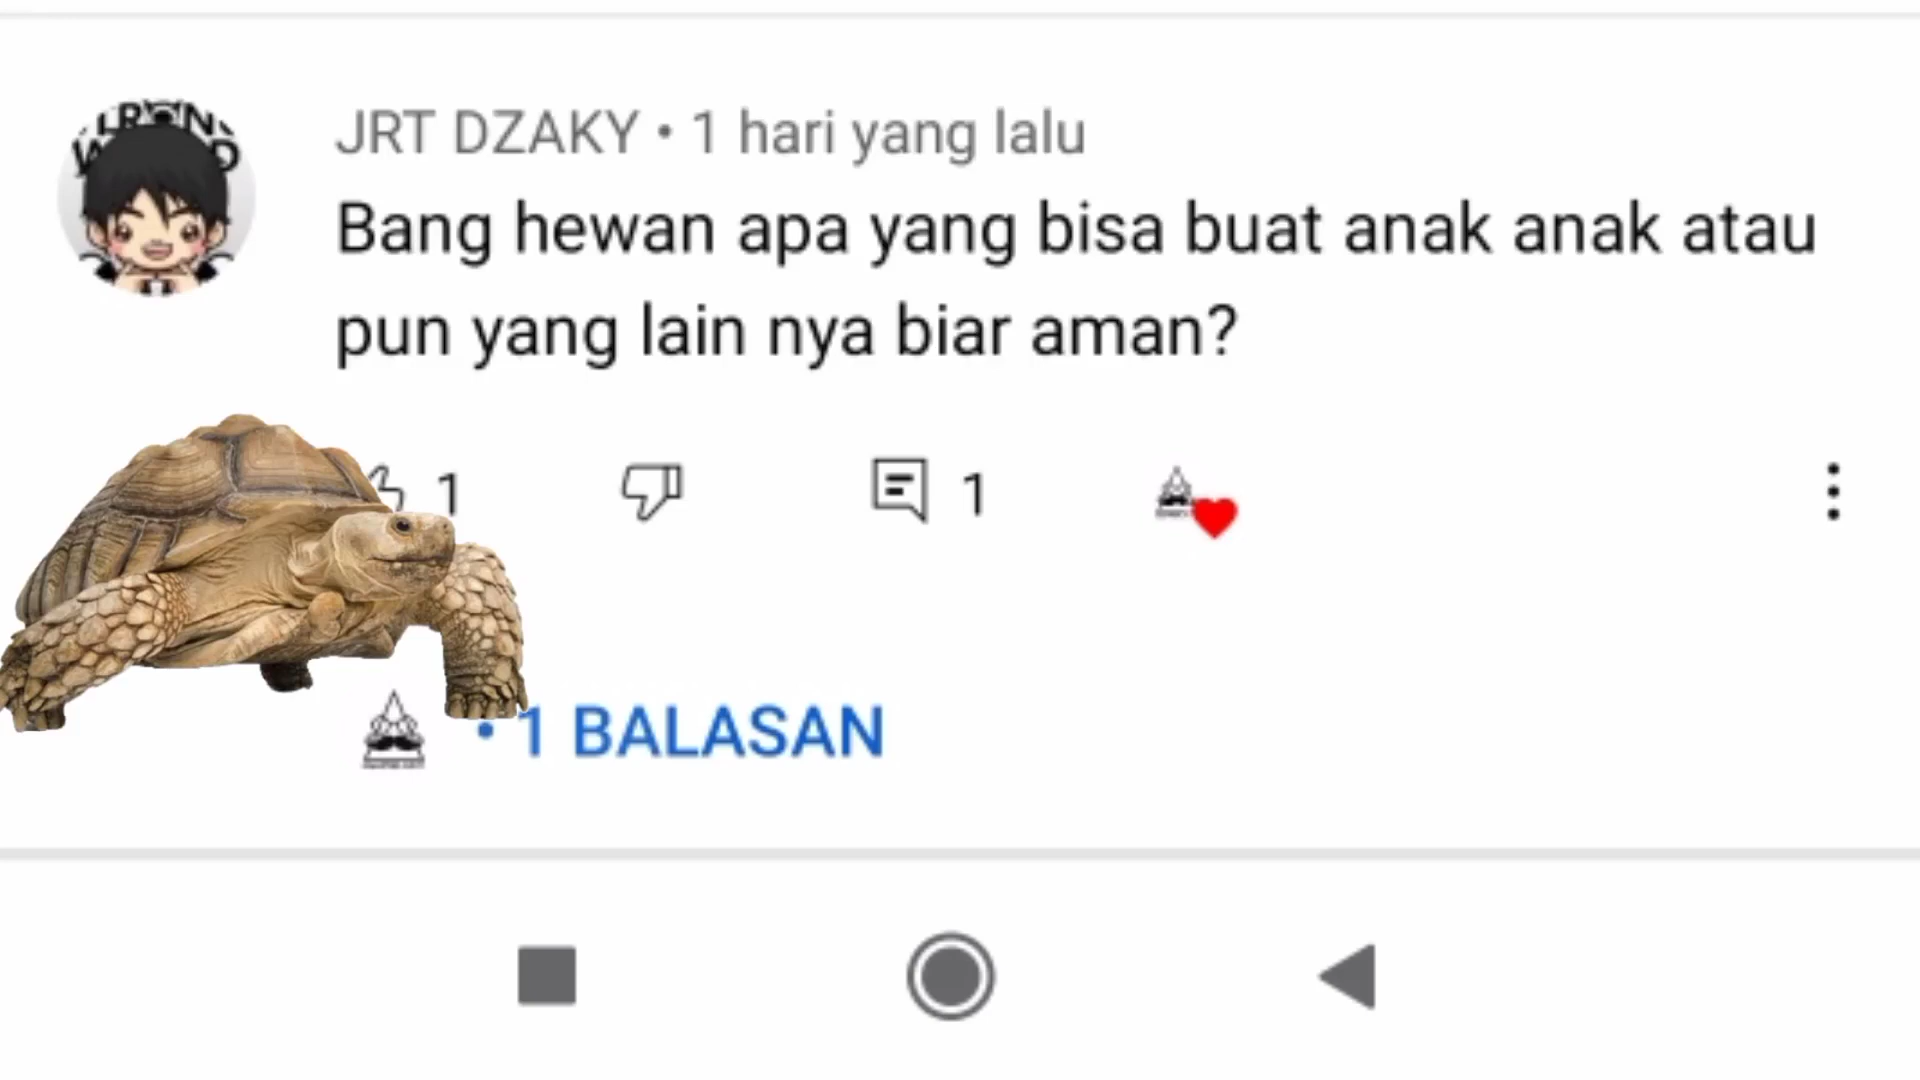 JRT DZAKY • 1 hari yang lalu
Bang hewan apa yang bisa buat anak anak atau
pun yang lain nya biar aman?
1
1
• 1 BALASAN